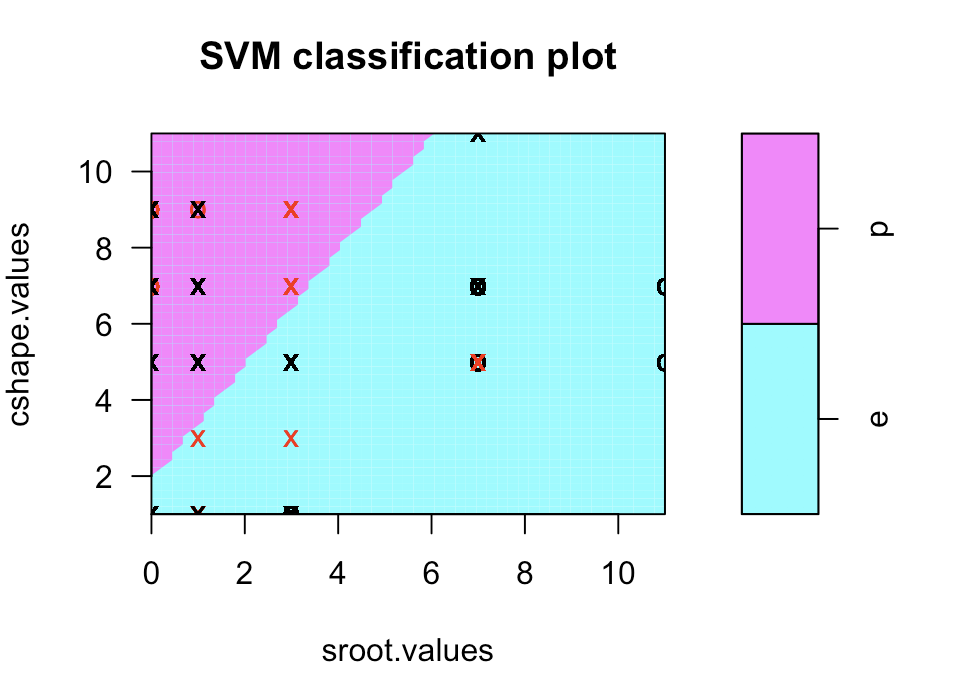 SVM classification plot
cshape.values
10
8
6
4
2
0 2 4 6 8 10
sroot.values
p
e